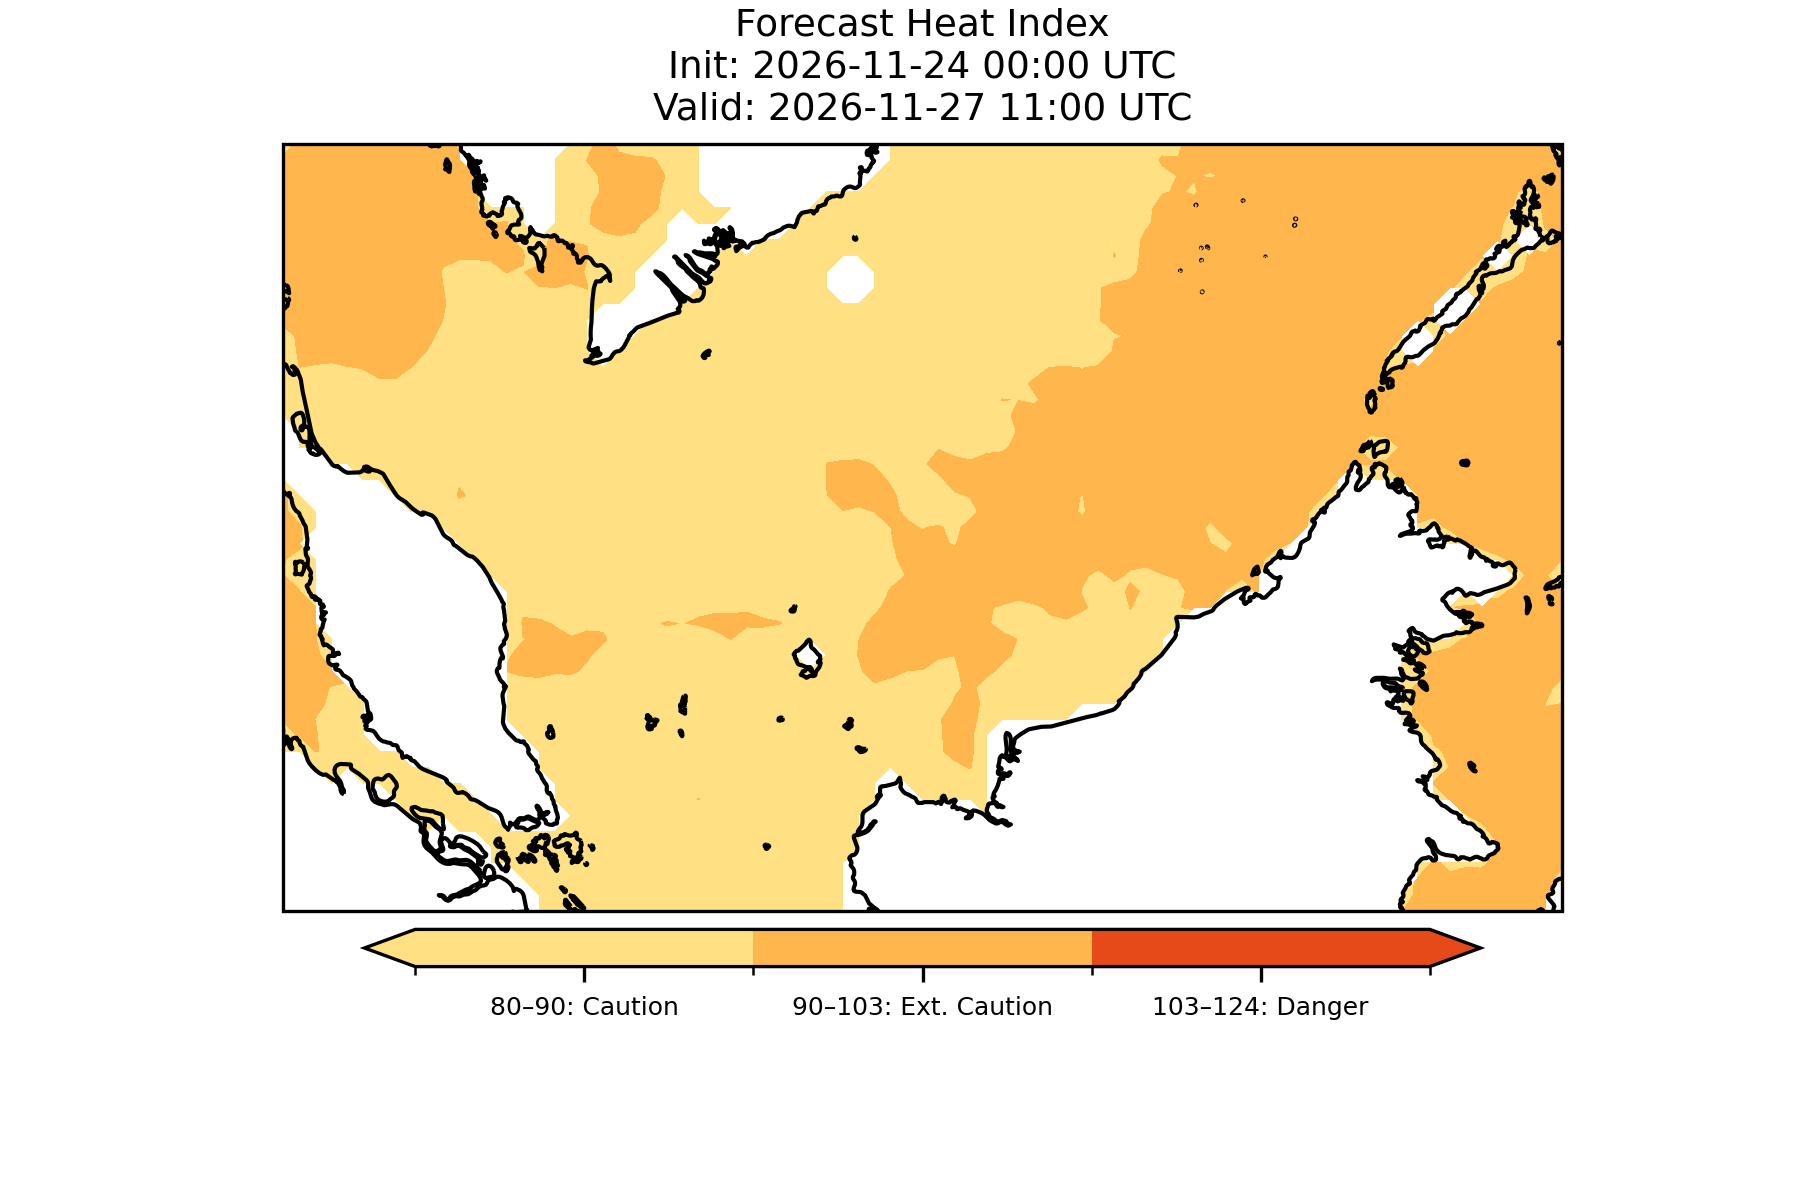 Forecast Heat Index
Init: 2026-11-24 00:00 UTC
Valid: 2026-11-27 11:00 UTC
80–90: Caution
90–103: Ext. Caution
103–124: Danger